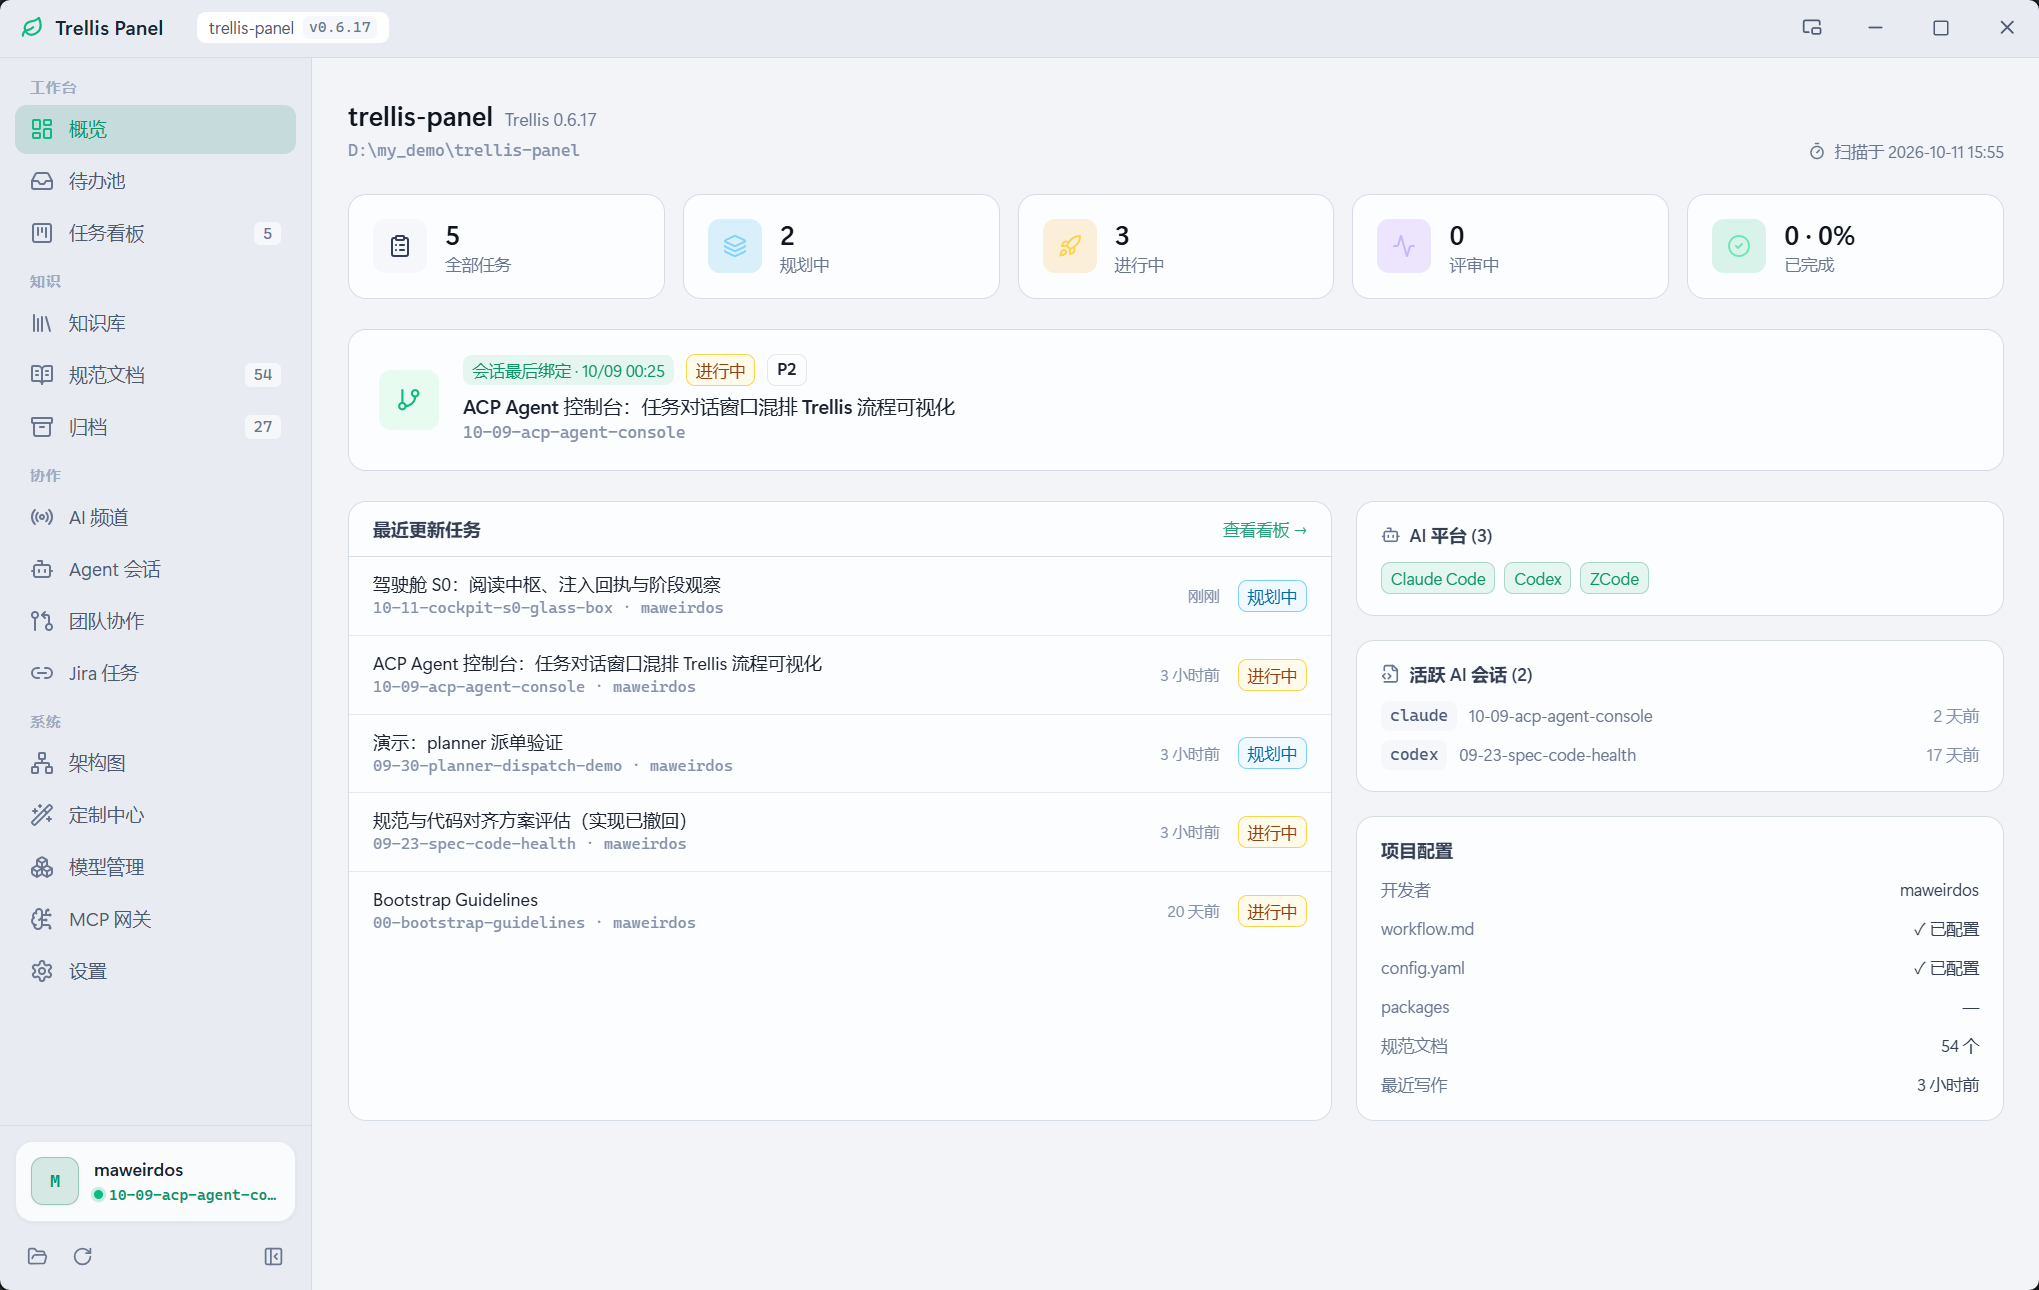 Trellis Panel
trellis-panel v0.6.17
工作台
概览
待办池
任务看板 5
知识
知识库
规范文档 54
归档 27
协作
AI 频道
Agent 会话
团队协作
Jira 任务
系统
架构图
定制中心
模型管理
MCP 网关
设置
M
maweirdos
10-09-acp-agent-co…
trellis-panel Trellis 0.6.17
D:\my_demo\trellis-panel
扫描于 2026-10-11 15:55
5
全部任务
2
规划中
3
进行中
0
评审中
0 · 0%
已完成
会话最后绑定 · 10/09 00:25 进行中 P2
ACP Agent 控制台：任务对话窗口混排 Trellis 流程可视化
10-09-acp-agent-console
最近更新任务 查看看板 →
驾驶舱 S0：阅读中枢、注入回执与阶段观察
10-11-cockpit-s0-glass-box · maweirdos
刚刚 规划中
ACP Agent 控制台：任务对话窗口混排 Trellis 流程可视化
10-09-acp-agent-console · maweirdos
3 小时前 进行中
演示：planner 派单验证
09-30-planner-dispatch-demo · maweirdos
3 小时前 规划中
规范与代码对齐方案评估（实现已撤回）
09-23-spec-code-health · maweirdos
3 小时前 进行中
Bootstrap Guidelines
00-bootstrap-guidelines · maweirdos
20 天前 进行中
AI 平台 (3)
Claude Code Codex ZCode
活跃 AI 会话 (2)
claude 10-09-acp-agent-console 2 天前
codex 09-23-spec-code-health 17 天前
项目配置
开发者 maweirdos
workflow.md ✓ 已配置
config.yaml ✓ 已配置
packages —
规范文档 54 个
最近写作 3 小时前